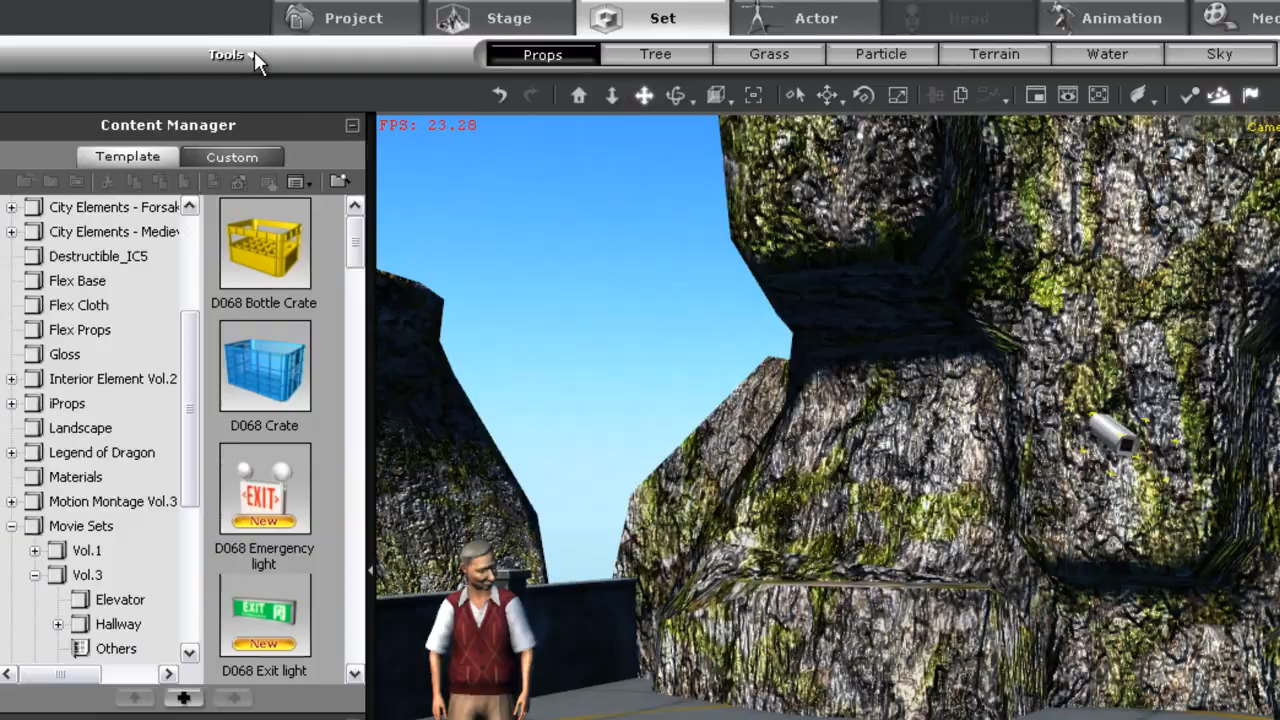 Project
Stage
Set
Actor
Head
Animation
Tools
Props
Tree
Grass
Particle
Terrain
Water
Sky
Content Manager
FPS: 23.28
Template
Custom
City Elements - Forsak
City Elements - Mediev
Destructible_IC5
Flex Base
Flex Cloth
Flex Props
Gloss
Interior Element Vol.2
iProps
Landscape
Legend of Dragon
Materials
Motion Montage Vol.3
Movie Sets
Vol.1
Vol.3
Elevator
Hallway
Others
D068 Bottle Crate
D068 Crate
EXIT
New
D068 Emergency
light
EXIT
New
D068 Exit light